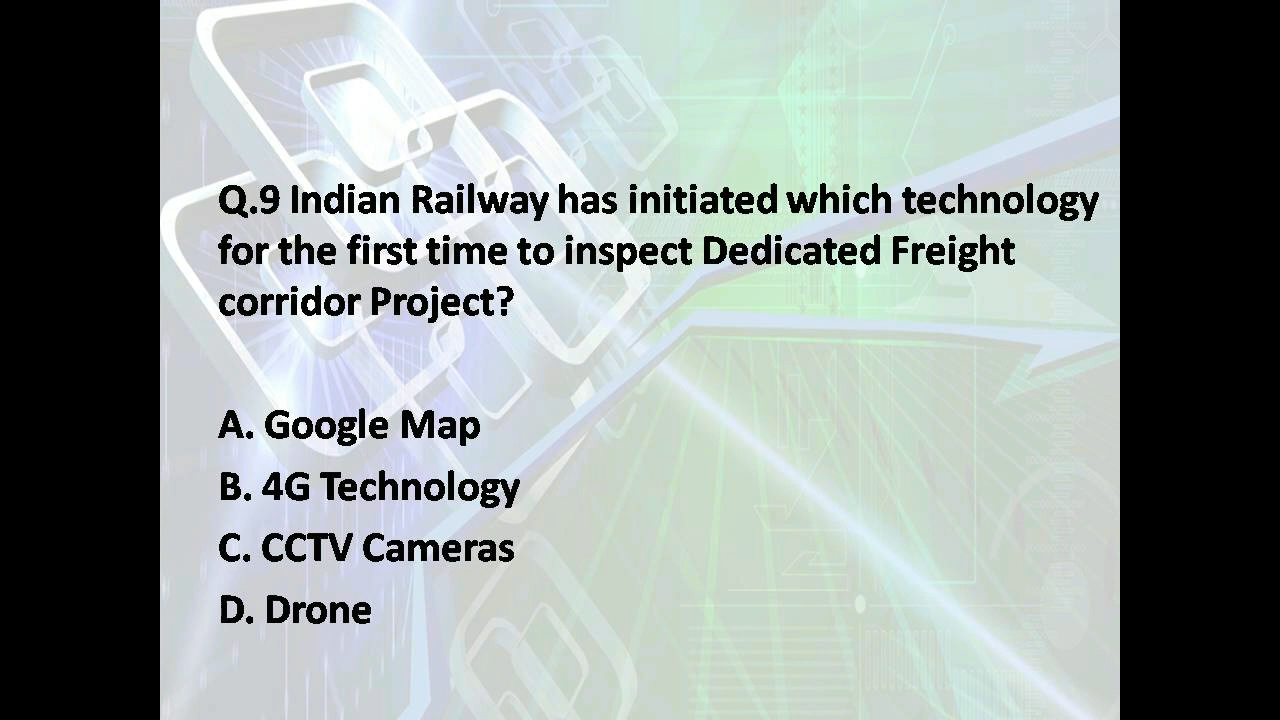 Q.9 Indian Railway has initiated which technology
for the first time to inspect Dedicated Freight
corridor Project?
A. Google Map
B. 4G Technology
C. CCTV Cameras
D. Drone